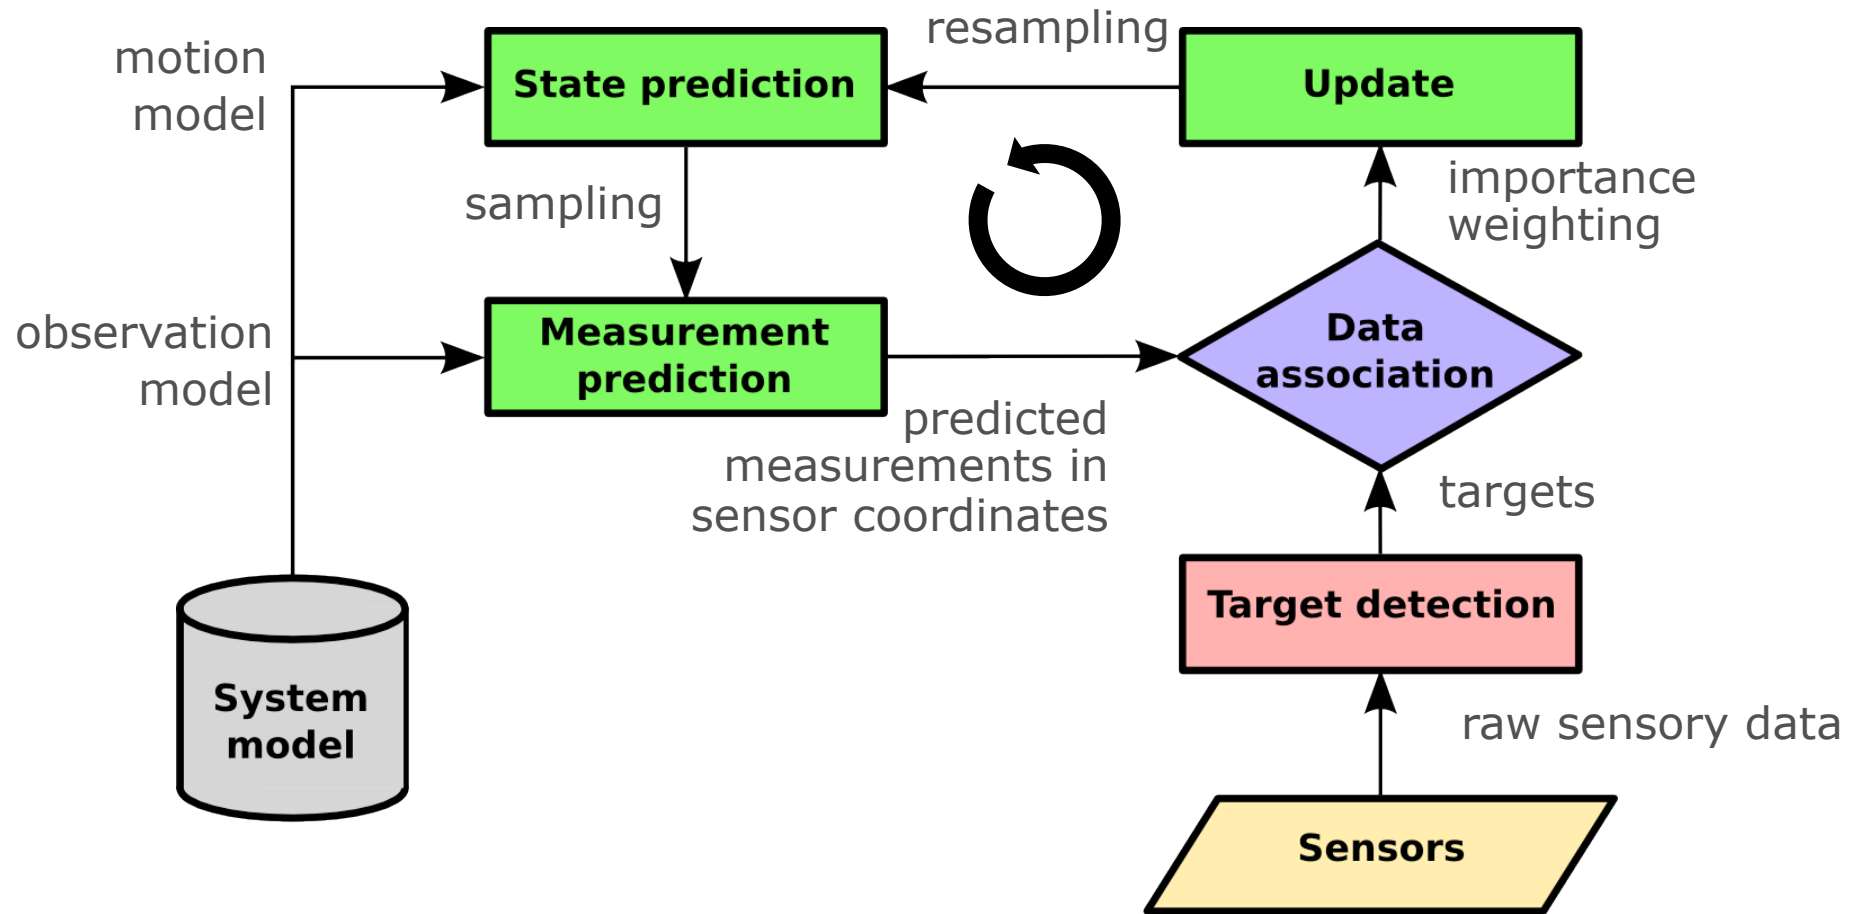 resampling
motion
model
State prediction
Update
sampling
importance
weighting
observation
model
Measurement
prediction
Data
association
predicted
measurements in
sensor coordinates
targets
Target detection
System
model
raw sensory data
Sensors